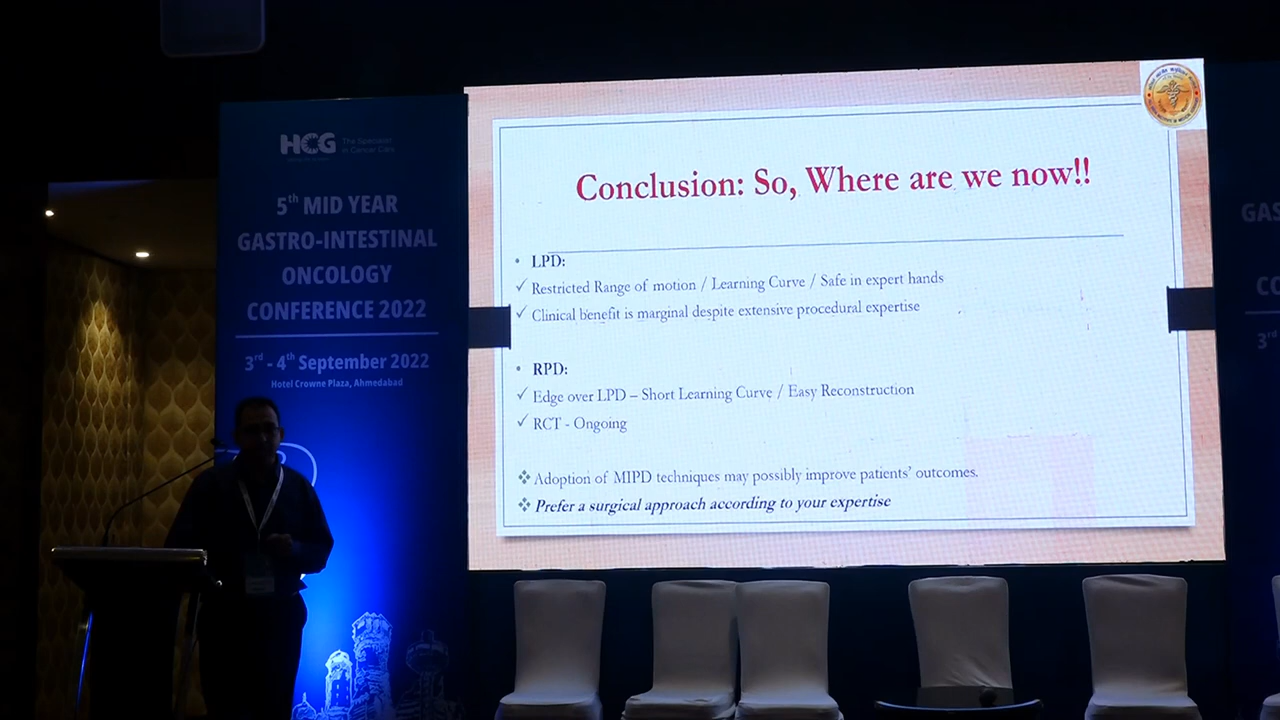 HCG The Specialist
in Cancer Care
5th MID YEAR
GASTRO-INTESTINAL
ONCOLOGY
CONFERENCE 2022
3rd - 4th September 2022
Hotel Crowne Plaza, Ahmedabad
Conclusion: So, Where are we now!!
• LPD:
✓ Restricted Range of motion / Learning Curve / Safe in expert hands
✓ Clinical benefit is marginal despite extensive procedural expertise
• RPD:
✓ Edge over LPD – Short Learning Curve / Easy Reconstruction
✓ RCT - Ongoing
❖ Adoption of MIPD techniques may possibly improve patients' outcomes.
❖ Prefer a surgical approach according to your expertise
GAS
CO
3rd